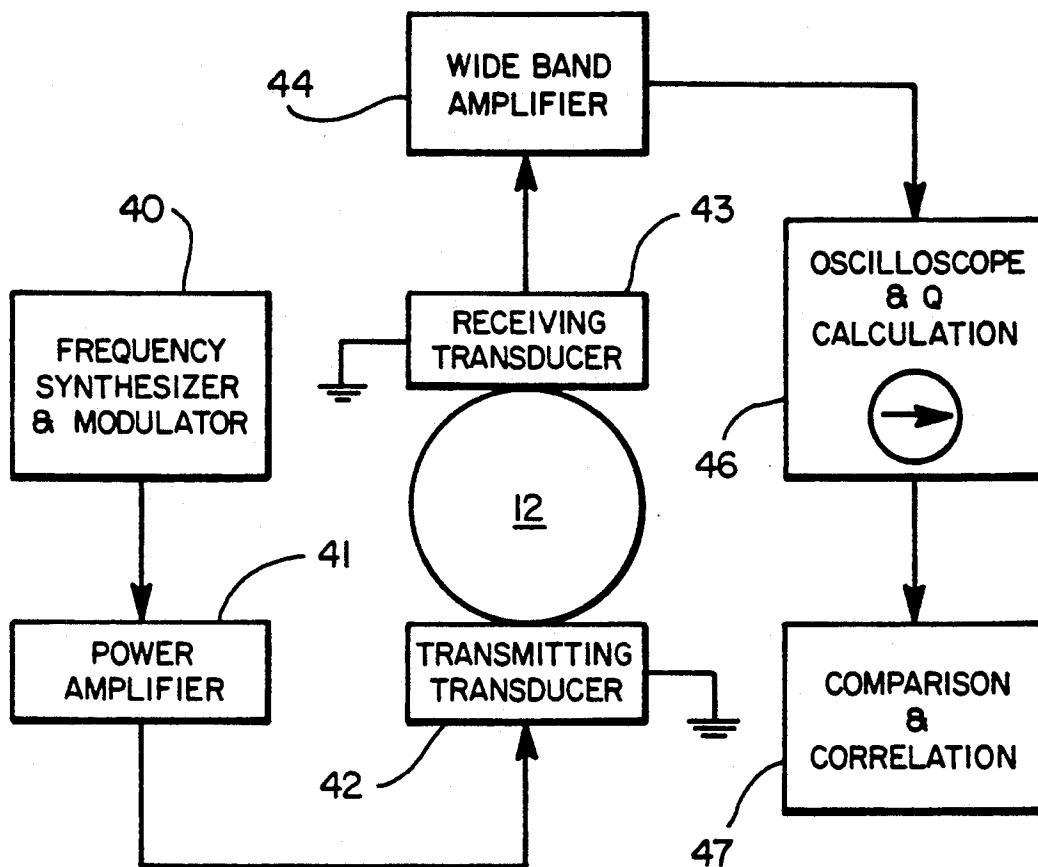 44
WIDE BAND
AMPLIFIER
40
43
FREQUENCY
SYNTHESIZER
& MODULATOR
RECEIVING
TRANSDUCER
OSCILLOSCOPE
& Q
CALCULATION
46
12
41
POWER
AMPLIFIER
TRANSMITTING
TRANSDUCER
42
COMPARISON
&
CORRELATION
47